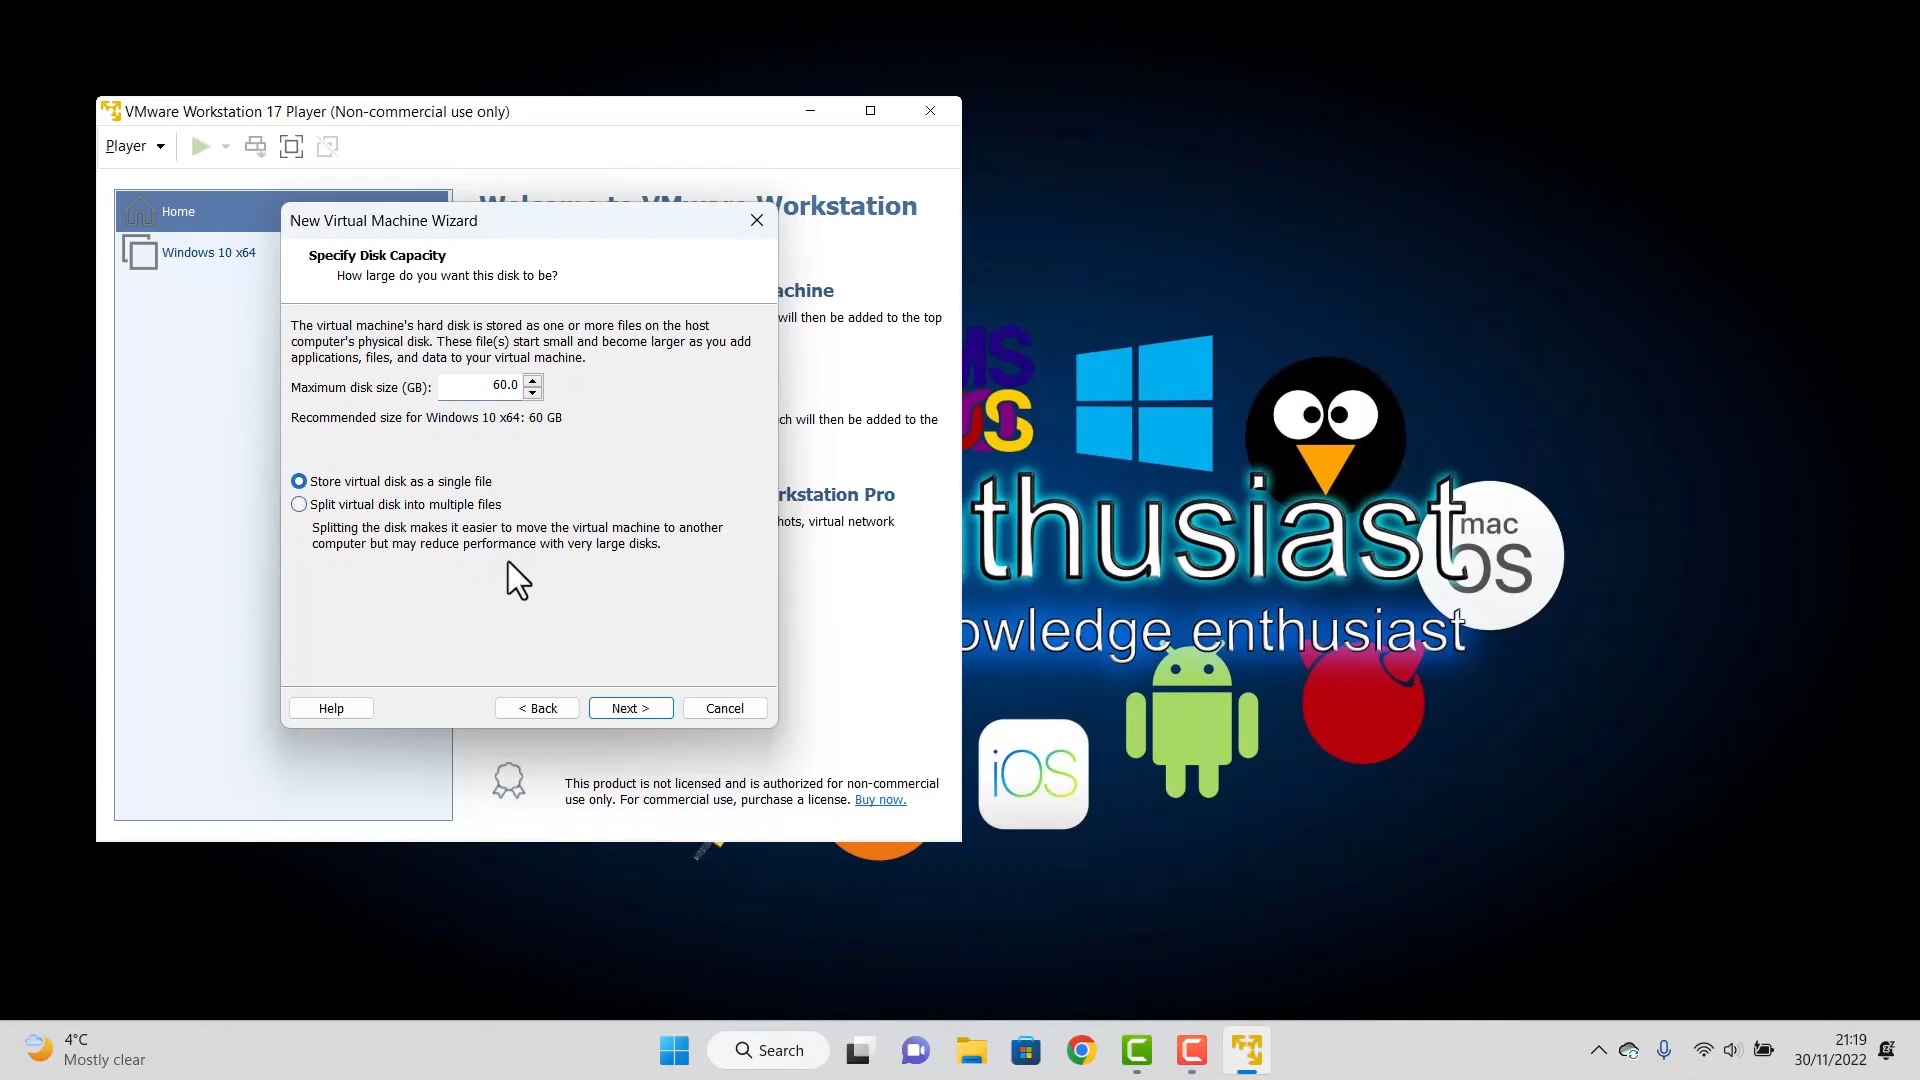 VMware Workstation 17 Player (Non-commercial use only)
Player
Home
Windows 10 x64
Workstation
New Virtual Machine Wizard
Specify Disk Capacity
How large do you want this disk to be?
achine
will then be added to the top
The virtual machine's hard disk is stored as one or more files on the host
computer's physical disk. These file(s) start small and become larger as you add
applications, files, and data to your virtual machine.
Maximum disk size (GB): 60.0
Recommended size for Windows 10 x64: 60 GB
ch will then be added to the
Store virtual disk as a single file
Split virtual disk into multiple files
Splitting the disk makes it easier to move the virtual machine to another
computer but may reduce performance with very large disks.
rkstation Pro
hots, virtual network
Help
< Back
Next >
Cancel
This product is not licensed and is authorized for non-commercial
use only. For commercial use, purchase a license. Buy now.
MS
OS
thusiast
mac
OS
owledge enthusiast
iOS
4°C
Mostly clear
Search
21:19
30/11/2022